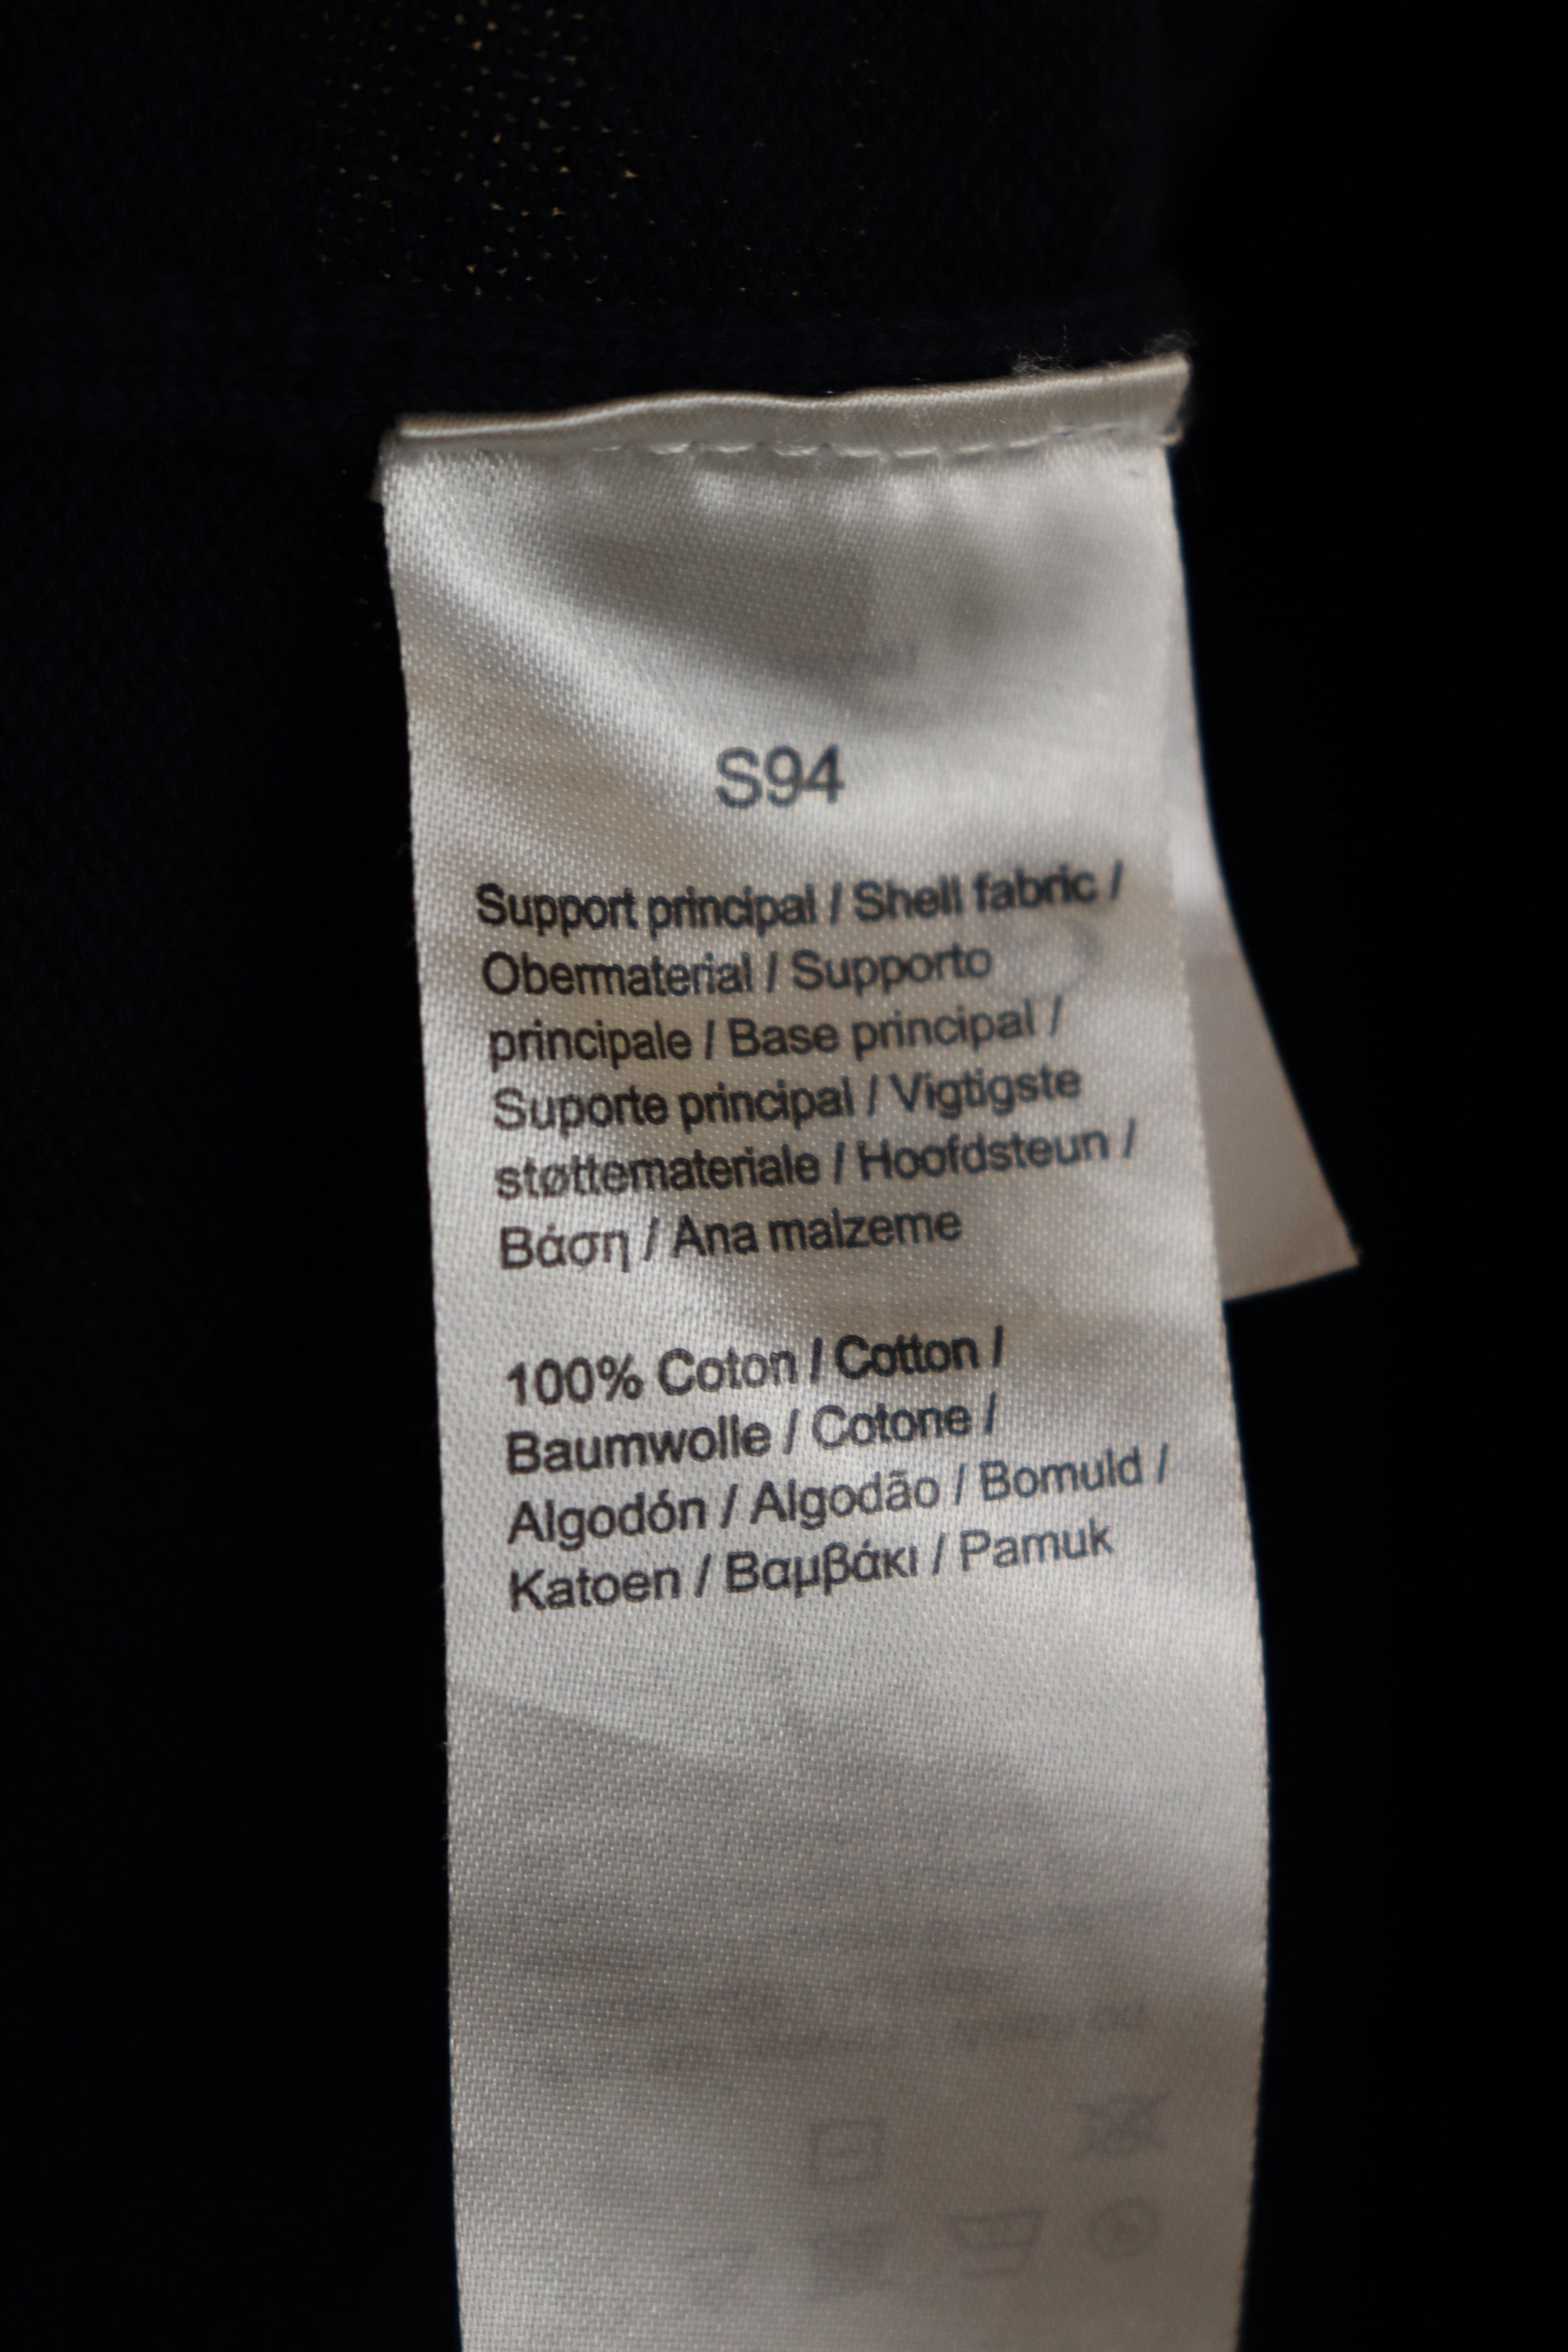 S94
Support principal / Shell fabric /
Obermaterial / Supporto
principale / Base principal /
Suporte principal / Vigtigste
støttemateriale / Hoofdsteun /
Βάση / Ana malzeme
100% Coton / Cotton /
Baumwolle / Cotone /
Algodón / Algodão / Bomuld /
Katoen / Βαμβάκι / Pamuk